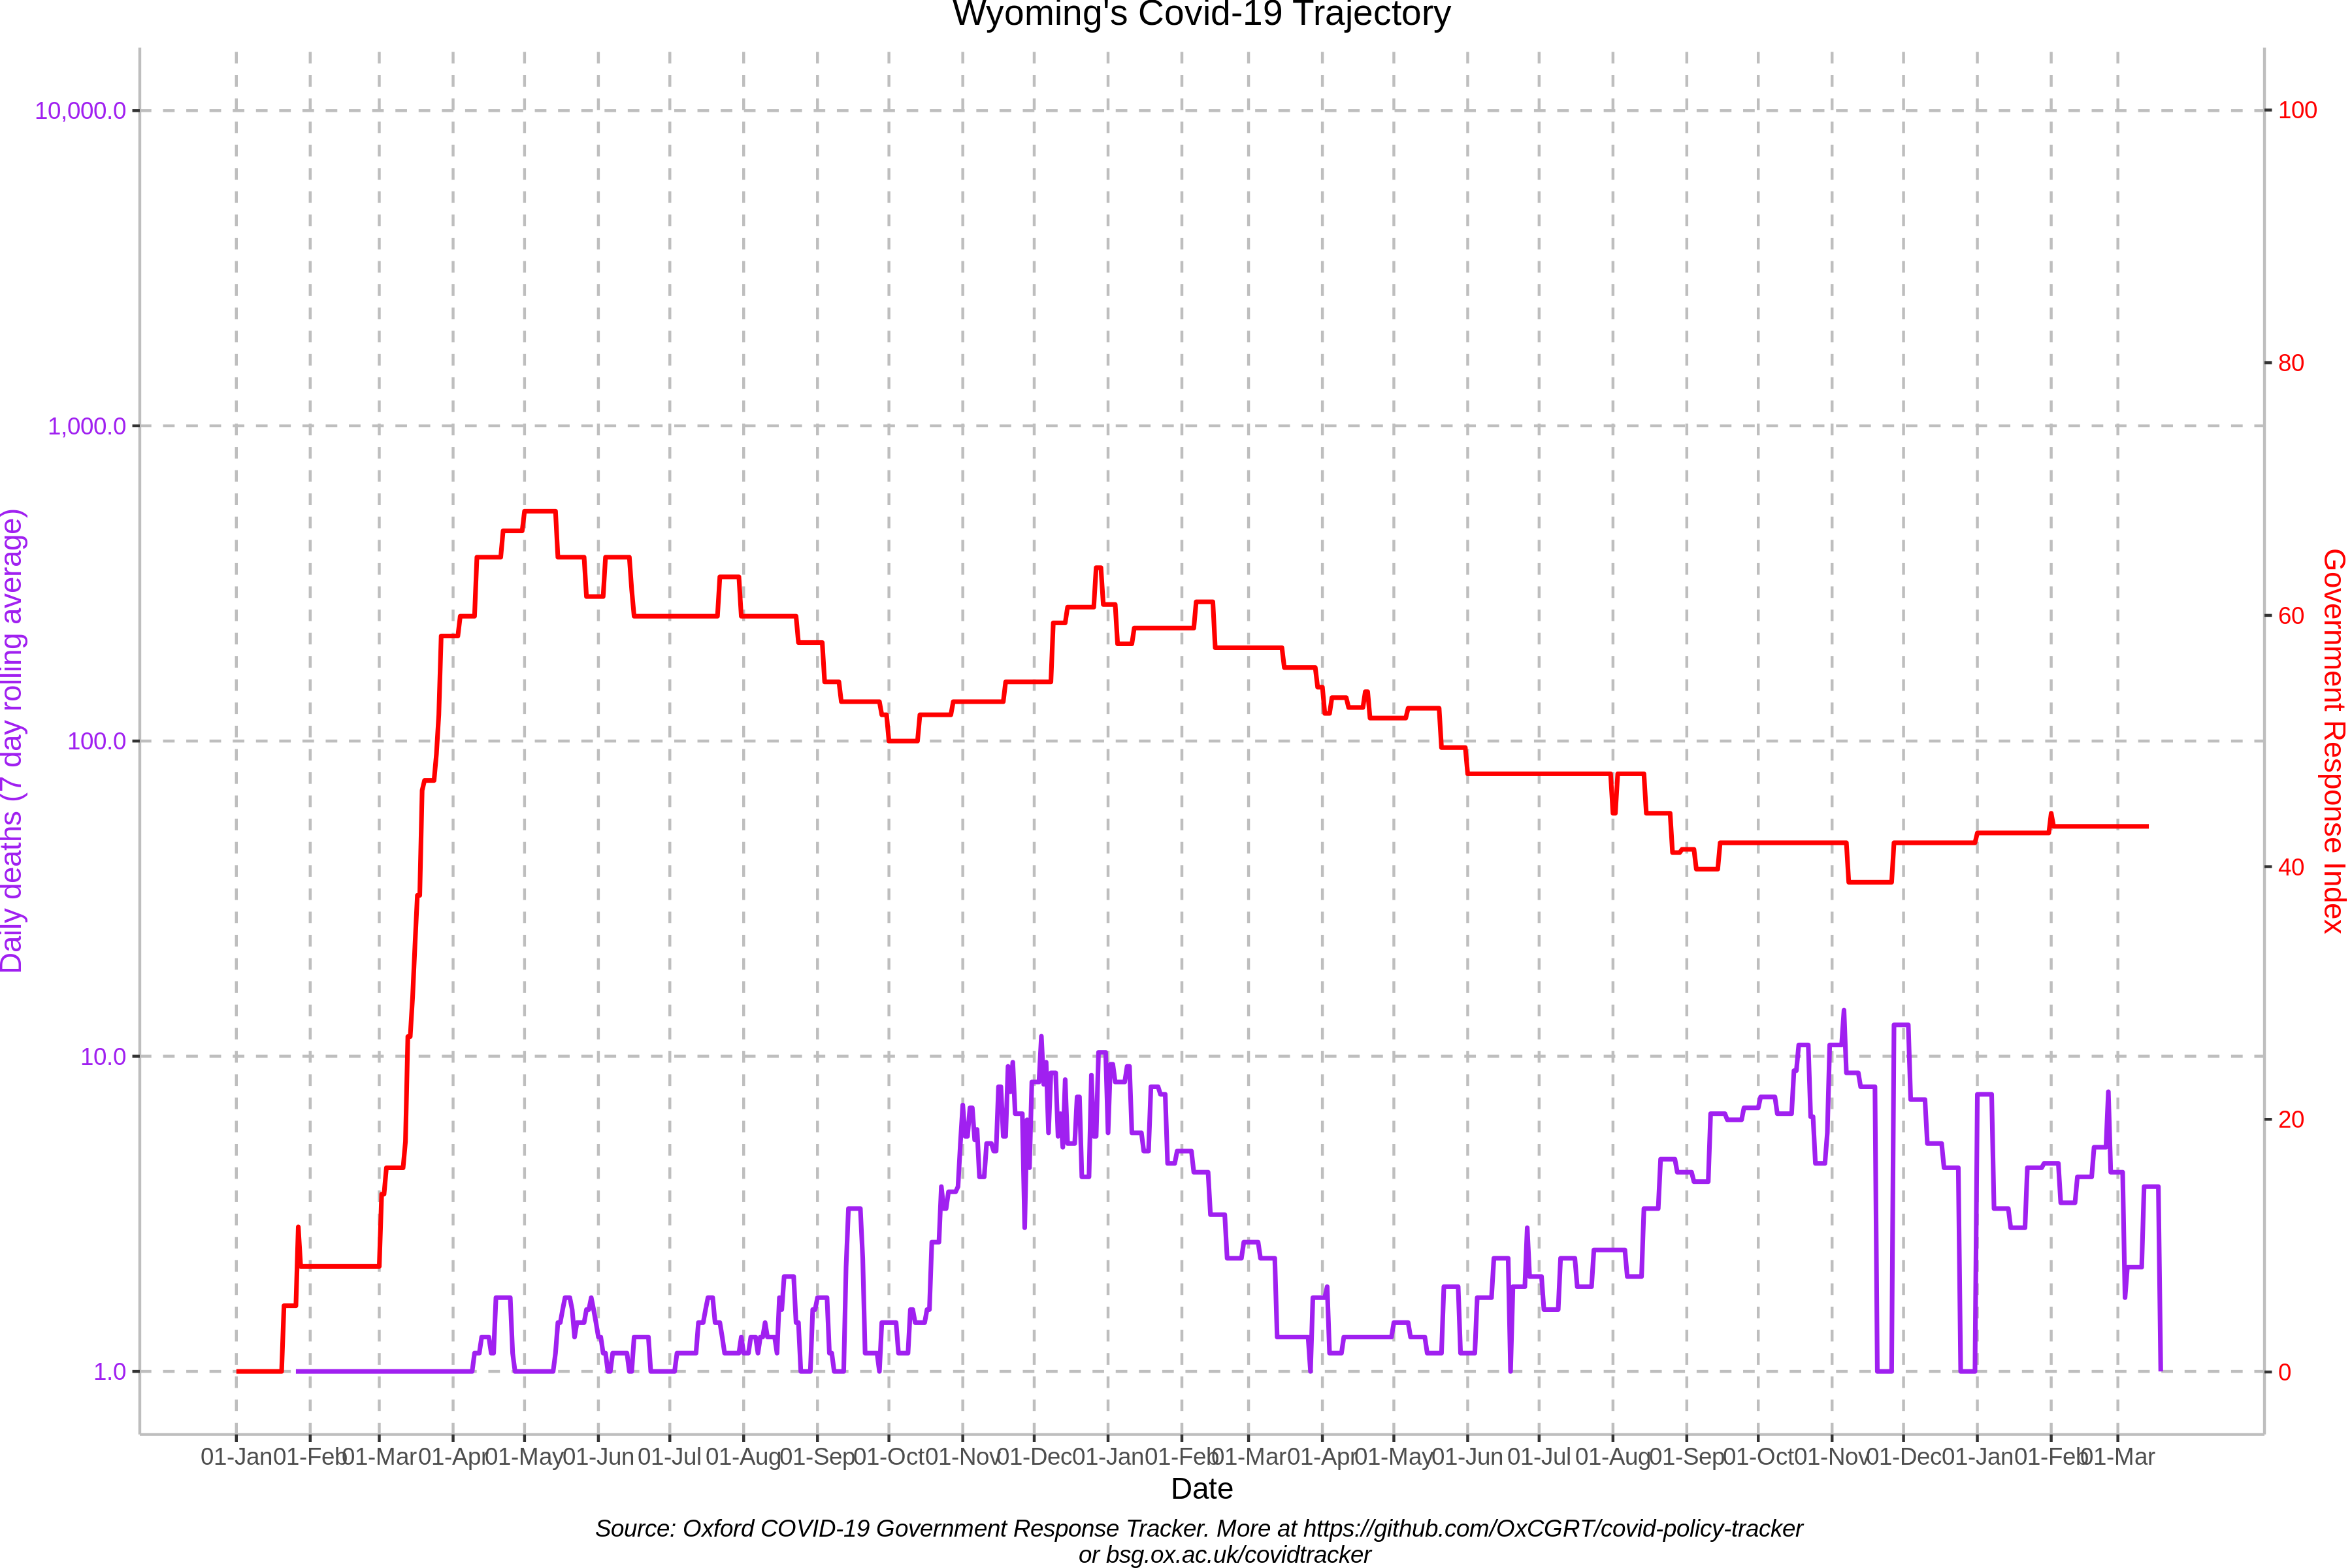 Wyoming's Covid-19 Trajectory
10,000.0
1,000.0
100.0
10.0
1.0
Daily deaths (7 day rolling average)
100
80
60
40
20
0
Government Response Index
01-Jan 01-Feb 01-Mar 01-Apr 01-May 01-Jun 01-Jul 01-Aug 01-Sep 01-Oct 01-Nov 01-Dec 01-Jan 01-Feb 01-Mar 01-Apr 01-May 01-Jun 01-Jul 01-Aug 01-Sep 01-Oct 01-Nov 01-Dec 01-Jan 01-Feb 01-Mar
Date
Source: Oxford COVID-19 Government Response Tracker. More at https://github.com/OxCGRT/covid-policy-tracker
or bsg.ox.ac.uk/covidtracker